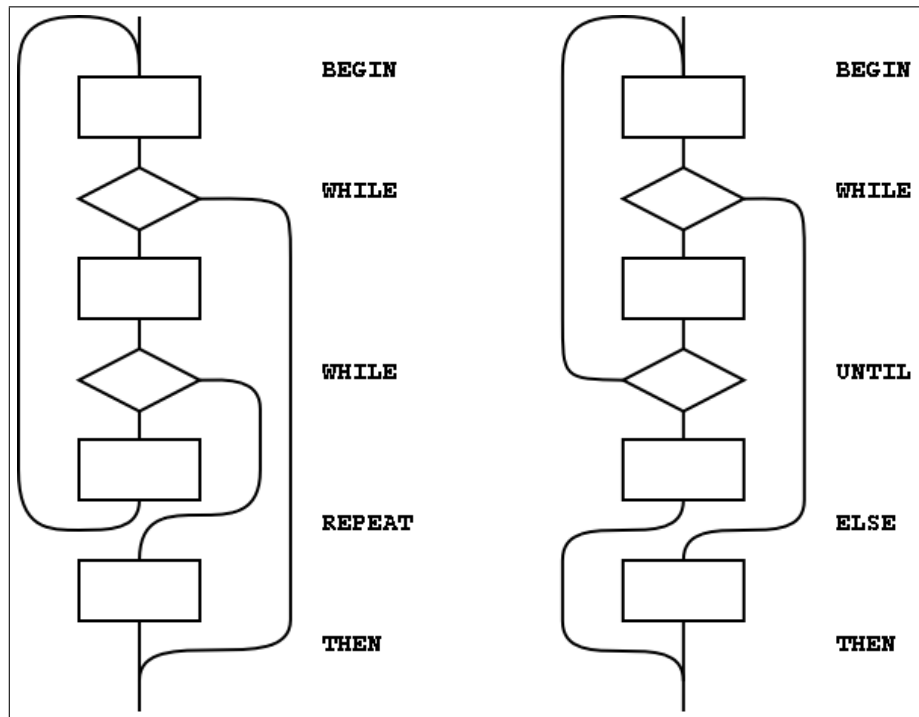 BEGIN
WHILE
WHILE
REPEAT
THEN
BEGIN
WHILE
UNTIL
ELSE
THEN